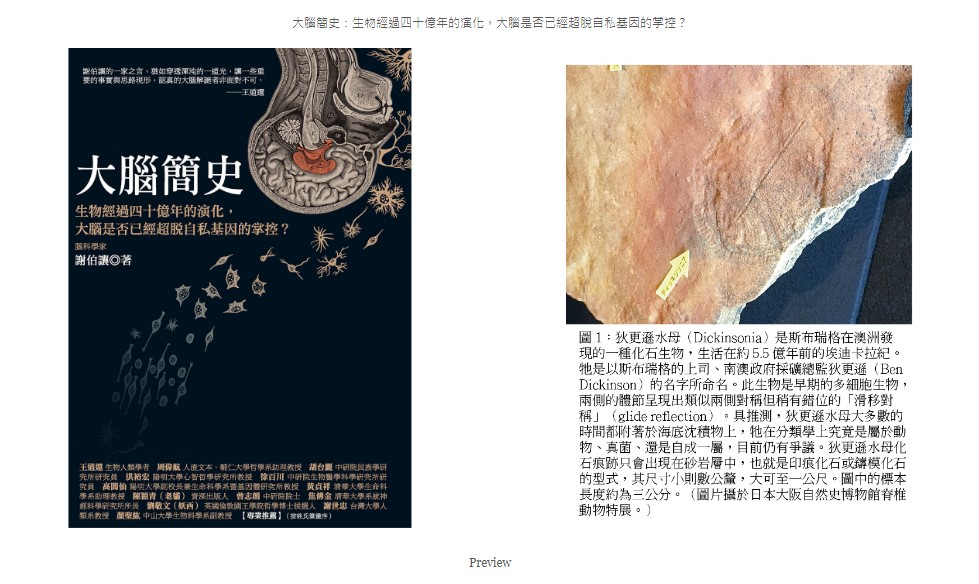 大腦簡史：生物經過四十億年的演化，大腦是否已經超脫自私基因的掌控？
謝伯讓的一家之言，猶如穿透渾沌的一道光，讓一些重
要的事實與思路現形，認真的大腦解謎者非面對不可。
——王道還
大腦簡史
生物經過四十億年的演化，
大腦是否已經超脫自私基因的掌控？
腦科學家
謝伯讓◎著
王道還 生物人類學者　周偉航 人渣文本、輔仁大學哲學系助理教授　胡台麗 中研院民族學研
究所研究員　洪裕宏 陽明大學心智哲學研究所教授　徐百川 中研院生物醫學科學研究所研
究員　高閬仙 陽明大學副校長兼生命科學系暨基因體研究所教授　黃貞祥 清華大學生命科
學系助理教授　陳穎青（老貓） 資深出版人　曾志朗 中研院院士　焦傳金 清華大學系統神
經科學研究所所長　劉敬文（妖西） 英國倫敦國王學院哲學博士候選人　謝世忠 台灣大學人
類系教授　顏聖紘 中山大學生物科學系副教授　【專業推薦】（按姓氏筆畫序）
圖 1：狄更遜水母（Dickinsonia）是斯布瑞格在澳洲發
現的一種化石生物，生活在約 5.5 億年前的埃迪卡拉紀。
牠是以斯布瑞格的上司、南澳政府採礦總監狄更遜（Ben
Dickinson）的名字所命名。此生物是早期的多細胞生物，
兩側的體節呈現出類似兩側對稱但稍有錯位的「滑移對
稱」（glide reflection）。具推測，狄更遜水母大多數的
時間都附著於海底沈積物上，牠在分類學上究竟是屬於動
物、真菌、還是自成一屬，目前仍有爭議。狄更遜水母化
石痕跡只會出現在砂岩層中，也就是印痕化石或鑄模化石
的型式，其尺寸小則數公釐，大可至一公尺。圖中的標本
長度約為三公分。（圖片攝於日本大阪自然史博物館脊椎
動物特展。）
Preview